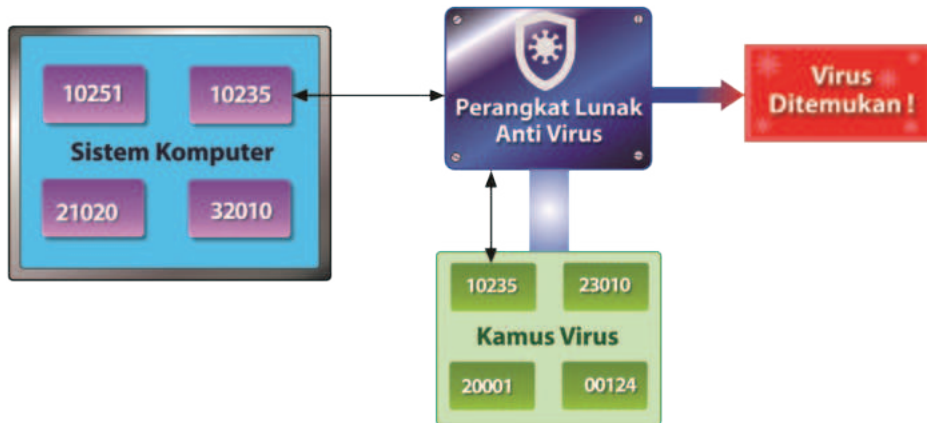 10251
10235
Sistem Komputer
21020
32010
Perangkat Lunak
Anti Virus
Virus
Ditemukan !
10235
23010
Kamus Virus
20001
00124